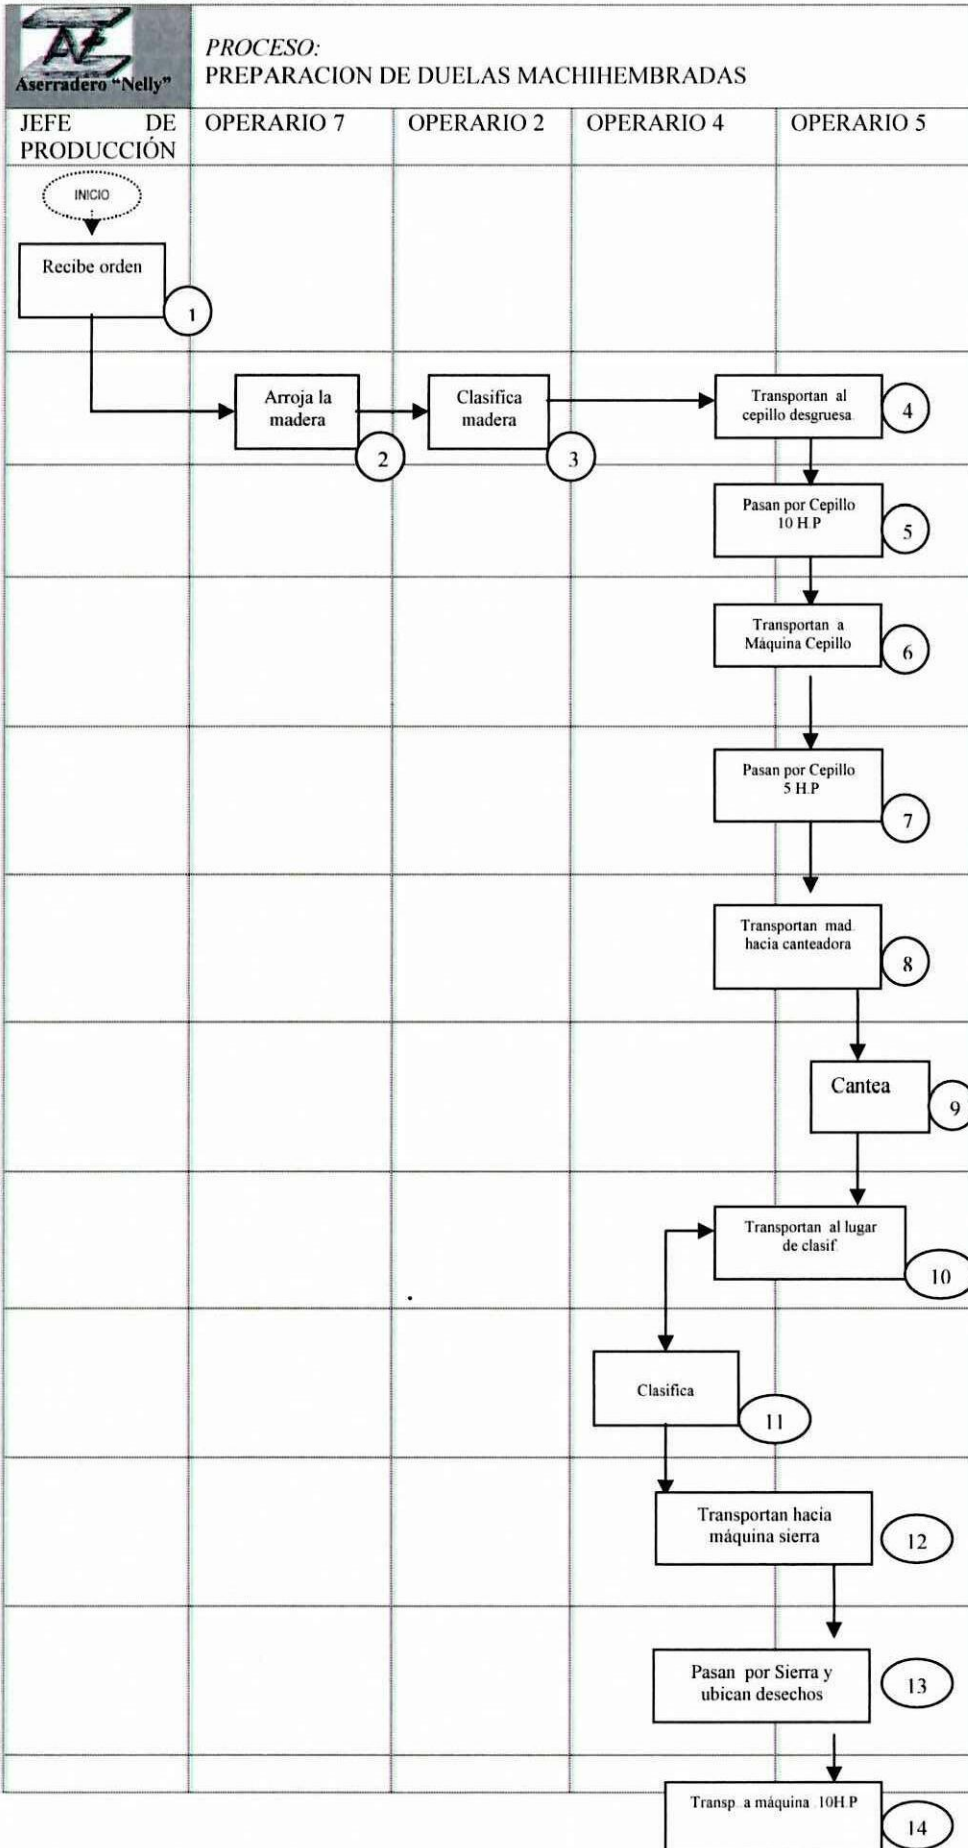 Aserradero "Nelly"
PROCESO:
PREPARACION DE DUELAS MACHIHEMBRADAS
JEFE DE
PRODUCCIÓN
OPERARIO 7
OPERARIO 2
OPERARIO 4
OPERARIO 5
INICIO
Recibe orden
1
Arroja la
madera
2
Clasifica
madera
3
Transportan al
cepillo desgruesa
4
Pasan por Cepillo
10 H.P
5
Transportan a
Máquina Cepillo
6
Pasan por Cepillo
5 H.P
7
Transportan mad.
hacia canteadora
8
Cantea
9
Transportan al lugar
de clasif.
10
Clasifica
11
Transportan hacia
máquina sierra
12
Pasan por Sierra y
ubican desechos
13
Transp. a máquina 10H.P
14